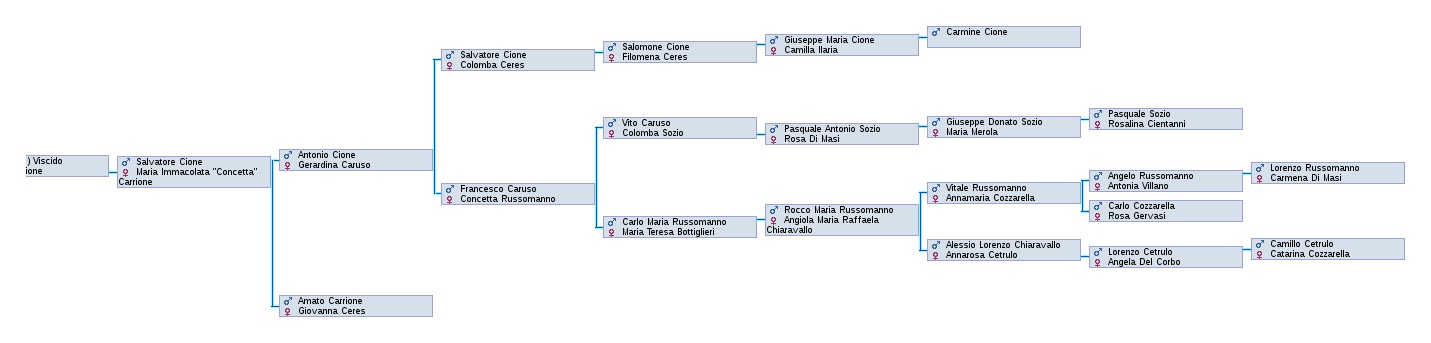 ) Viscido
ione
Salvatore Cione
Maria Immacolata "Concetta"
Carrione
Antonio Cione
Gerardina Caruso
Amato Carrione
Giovanna Ceres
Salvatore Cione
Colomba Ceres
Francesco Caruso
Concetta Russomanno
Salomone Cione
Filomena Ceres
Vito Caruso
Colomba Sozio
Carlo Maria Russomanno
Maria Teresa Bottiglieri
Giuseppe Maria Cione
Camilla Ilaria
Pasquale Antonio Sozio
Rosa Di Masi
Rocco Maria Russomanno
Angiola Maria Raffaela
Chiaravallo
Carmine Cione
Giuseppe Donato Sozio
Maria Merola
Vitale Russomanno
Annamaria Cozzarella
Alessio Lorenzo Chiaravallo
Annarosa Cetrulo
Pasquale Sozio
Rosalina Cientanni
Angelo Russomanno
Antonia Villano
Carlo Cozzarella
Rosa Gervasi
Lorenzo Cetrulo
Angela Del Corbo
Lorenzo Russomanno
Carmena Di Masi
Camillo Cetrulo
Catarina Cozzarella